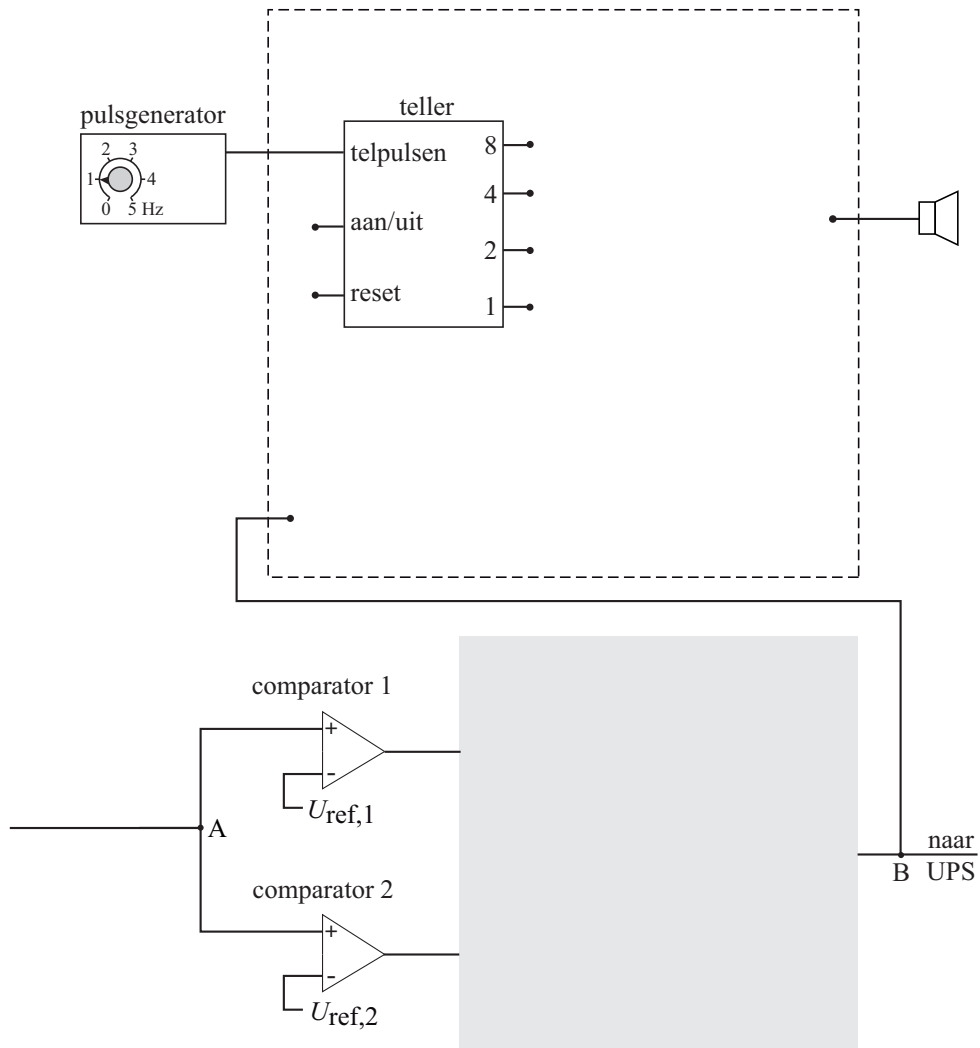 teller
pulsgenerator
2 3
1 4
0 5 Hz
telpulsen
aan/uit
reset
8
4
2
1
comparator 1
+
-
Uref,1
A
naar
B UPS
comparator 2
+
-
Uref,2